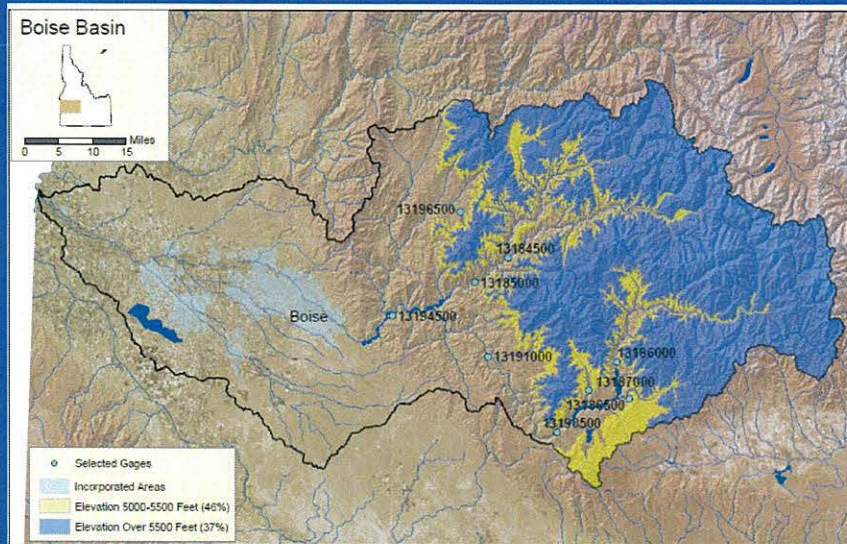 Boise Basin
Miles
0 5 10 15
13196500
13184500
13185000
Boise
13194500
13191000
13186000
13187000
13186500
13190500
Selected Gages
Incorporated Areas
Elevation 5000-5500 Feet (46%)
Elevation Over 5500 Feet (37%)